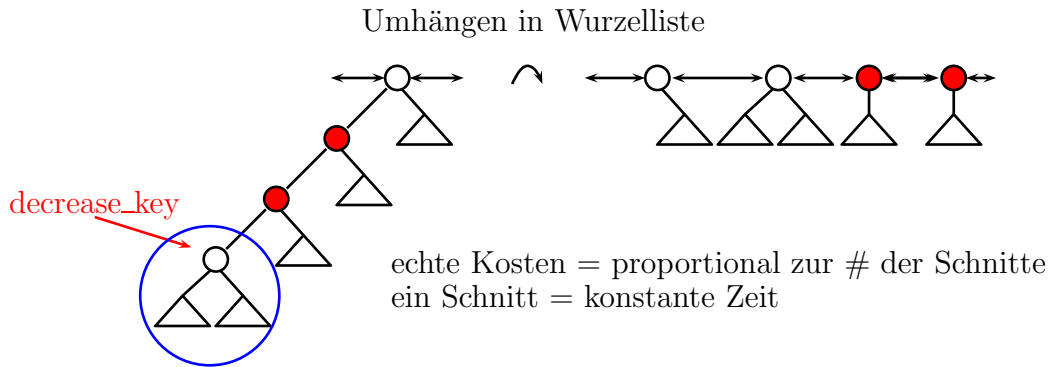 Umhängen in Wurzelliste
decrease_key
echte Kosten = proportional zur # der Schnitte
ein Schnitt = konstante Zeit